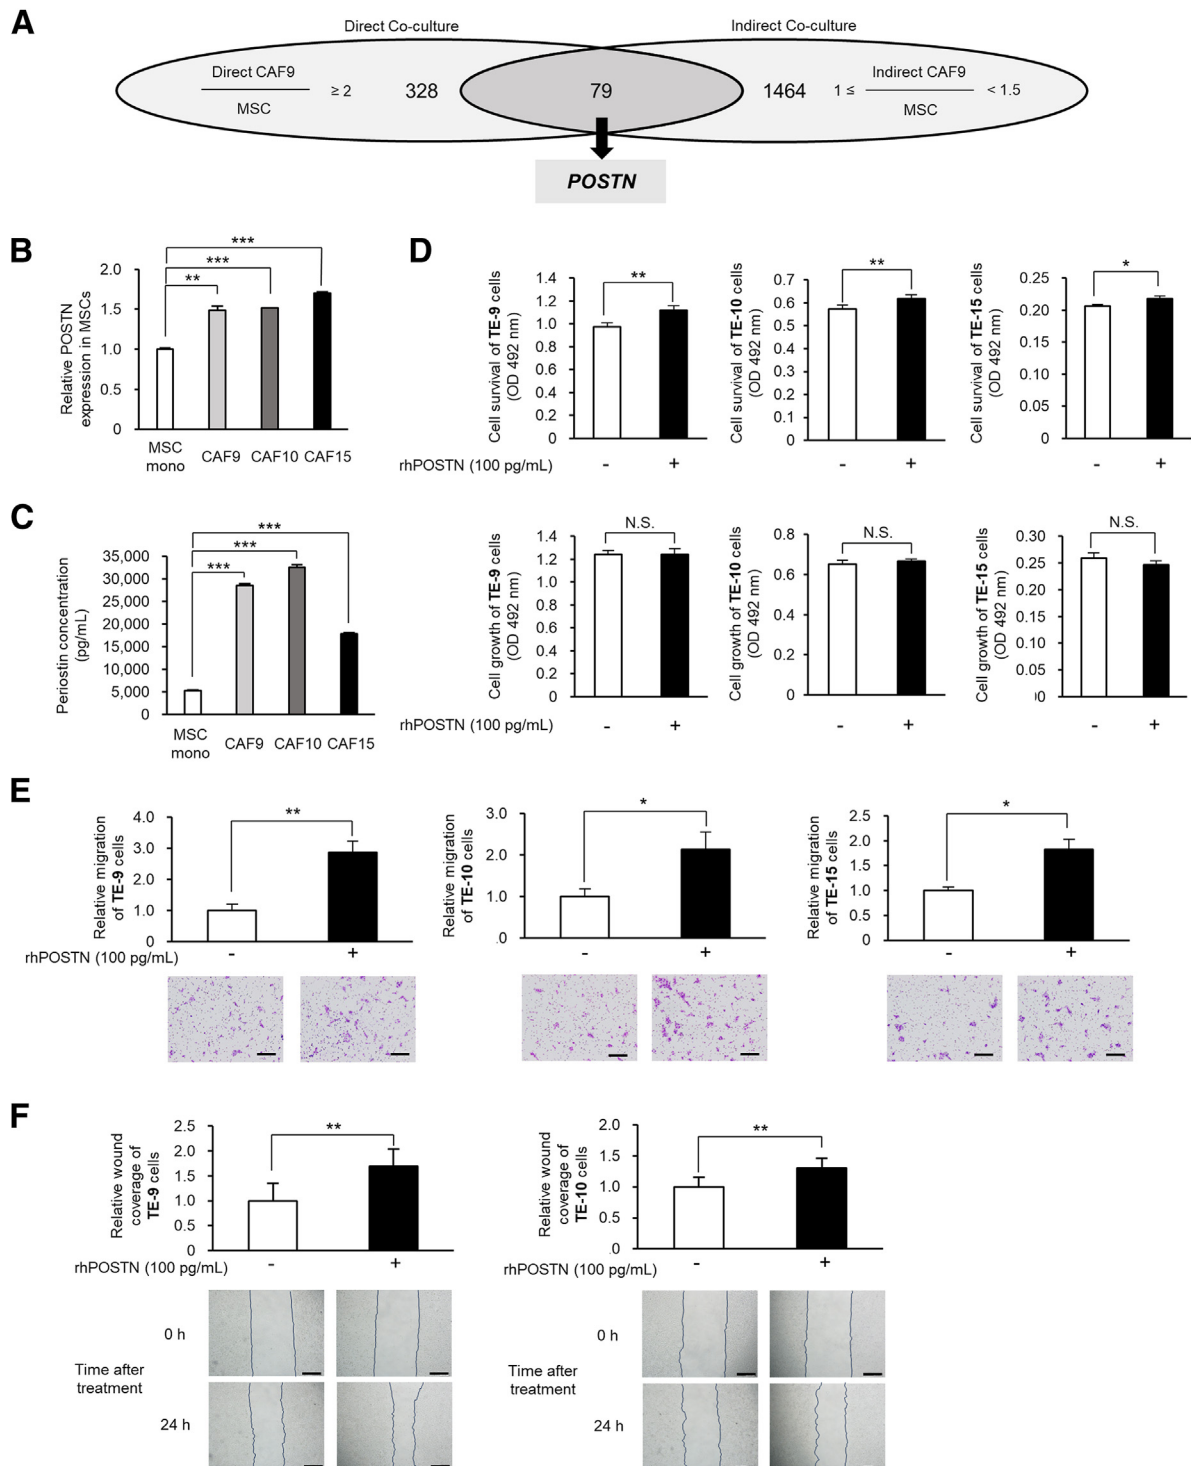 A
Direct Co-culture
Indirect Co-culture
Direct CAF9
MSC
≥ 2
328
79
1464
1 ≤
Indirect CAF9
MSC
< 1.5
POSTN
B
Relative POSTN
expression in MSCs
2.0
1.5
1.0
1.5
0
***
***
**
MSC
mono
CAF9
CAF10
CAF15
C
Periostin concentration
(pg/mL)
35,000
30,000
25,000
20,000
15,000
10,000
5,000
0
***
***
***
MSC
mono
CAF9
CAF10
CAF15
D
Cell survival of TE-9 cells
(OD 492 nm)
1.4
1.2
1.0
0.8
0.6
0.4
0.2
0
**
Cell survival of TE-10 cells
(OD 492 nm)
0.7
0.6
0.5
0.4
0.3
0.2
0.1
0
**
Cell survival of TE-15 cells
(OD 492 nm)
0.25
0.20
0.15
0.10
0.05
0
*
rhPOSTN (100 pg/mL)
- +
- +
- +
Cell growth of TE-9 cells
(OD 492 nm)
1.4
1.2
1.0
0.8
0.6
0.4
0.2
0
N.S.
Cell growth of TE-10 cells
(OD 492 nm)
0.8
0.6
0.4
0.2
0
N.S.
Cell growth of TE-15 cells
(OD 492 nm)
0.30
0.25
0.20
0.15
0.10
0.05
00
N.S.
rhPOSTN (100 pg/mL)
- +
- +
- +
E
Relative migration
of TE-9 cells
4.0
3.0
2.0
1.0
0
**
Relative migration
of TE-10 cells
3.0
2.0
1.0
.0
*
Relative migration
of TE-15 cells
2.5
2.0
1.5
1.0
0.5
0
*
rhPOSTN (100 pg/mL)
- +
- +
- +
F
Relative wound
coverage of
TE-9 cells
2.5
2.0
1.5
1.0
0.5
0
**
Relative wound
coverage of
TE-10 cells
2.0
1.5
1.0
0.5
.0
**
rhPOSTN (100 pg/mL)
- +
rhPOSTN (100 pg/mL)
- +
0 h
Time after
treatment
24 h
0 h
Time after
treatment
24 h